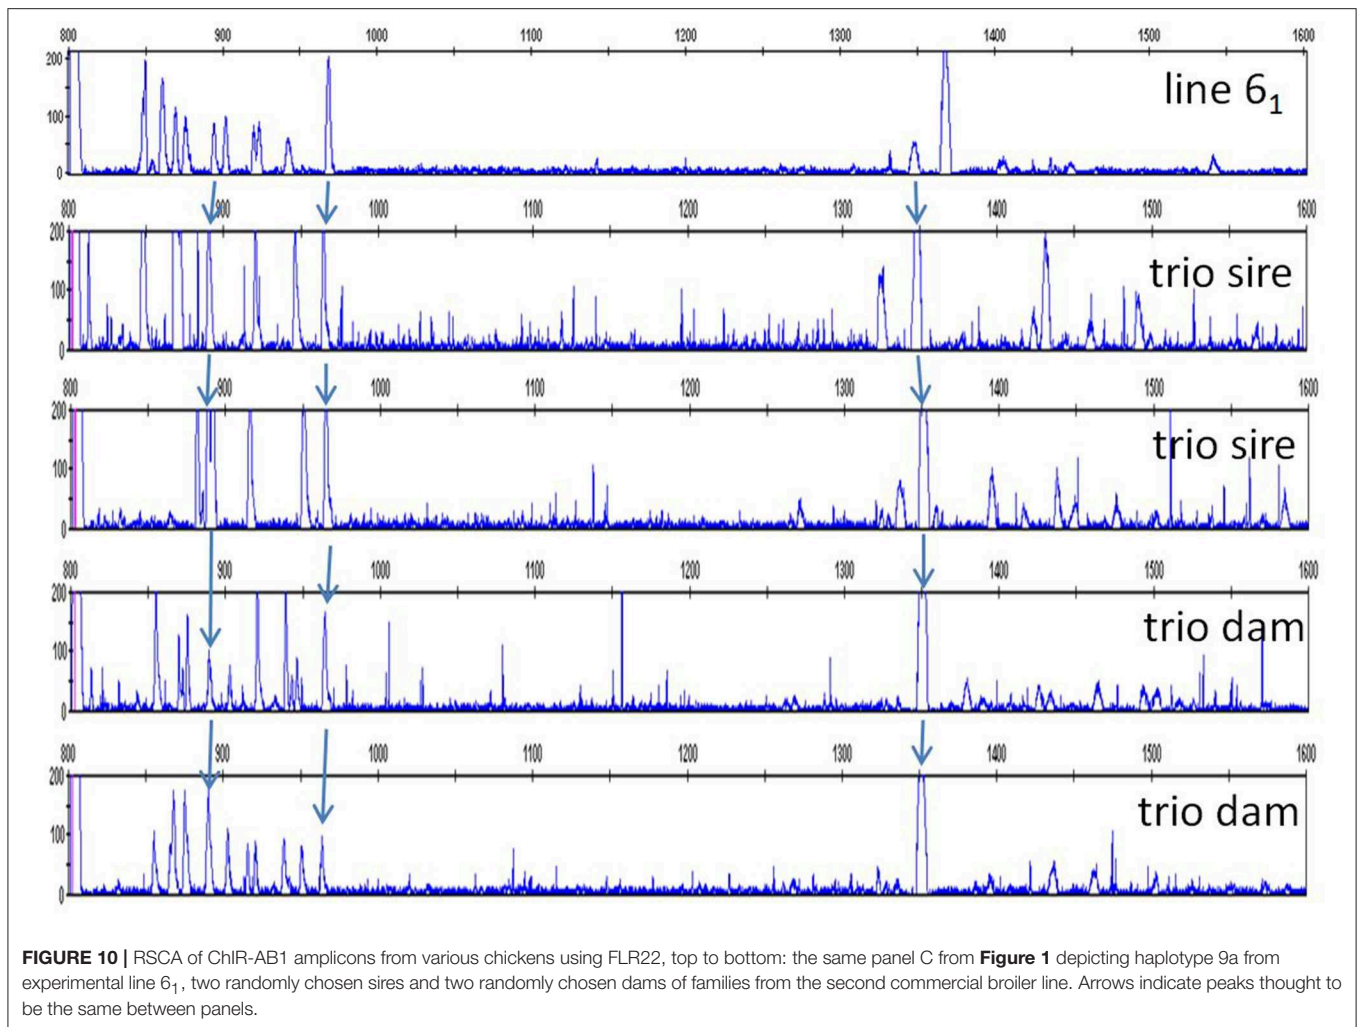 800 900 1000 1100 1200 1300 1400 1500 1600
200
100
0
line 6₁
800 900 1000 1100 1200 1300 1400 1500 1600
200
100
0
trio sire
800 900 1000 1100 1200 1300 1400 1500 1600
200
100
0
trio sire
800 900 1000 1100 1200 1300 1400 1500 1600
200
100
0
trio dam
800 900 1000 1100 1200 1300 1400 1500 1600
200
100
0
trio dam
FIGURE 10 | RSCA of ChIR-AB1 amplicons from various chickens using FLR22, top to bottom: the same panel C from Figure 1 depicting haplotype 9a from
experimental line 6₁, two randomly chosen sires and two randomly chosen dams of families from the second commercial broiler line. Arrows indicate peaks thought to
be the same between panels.